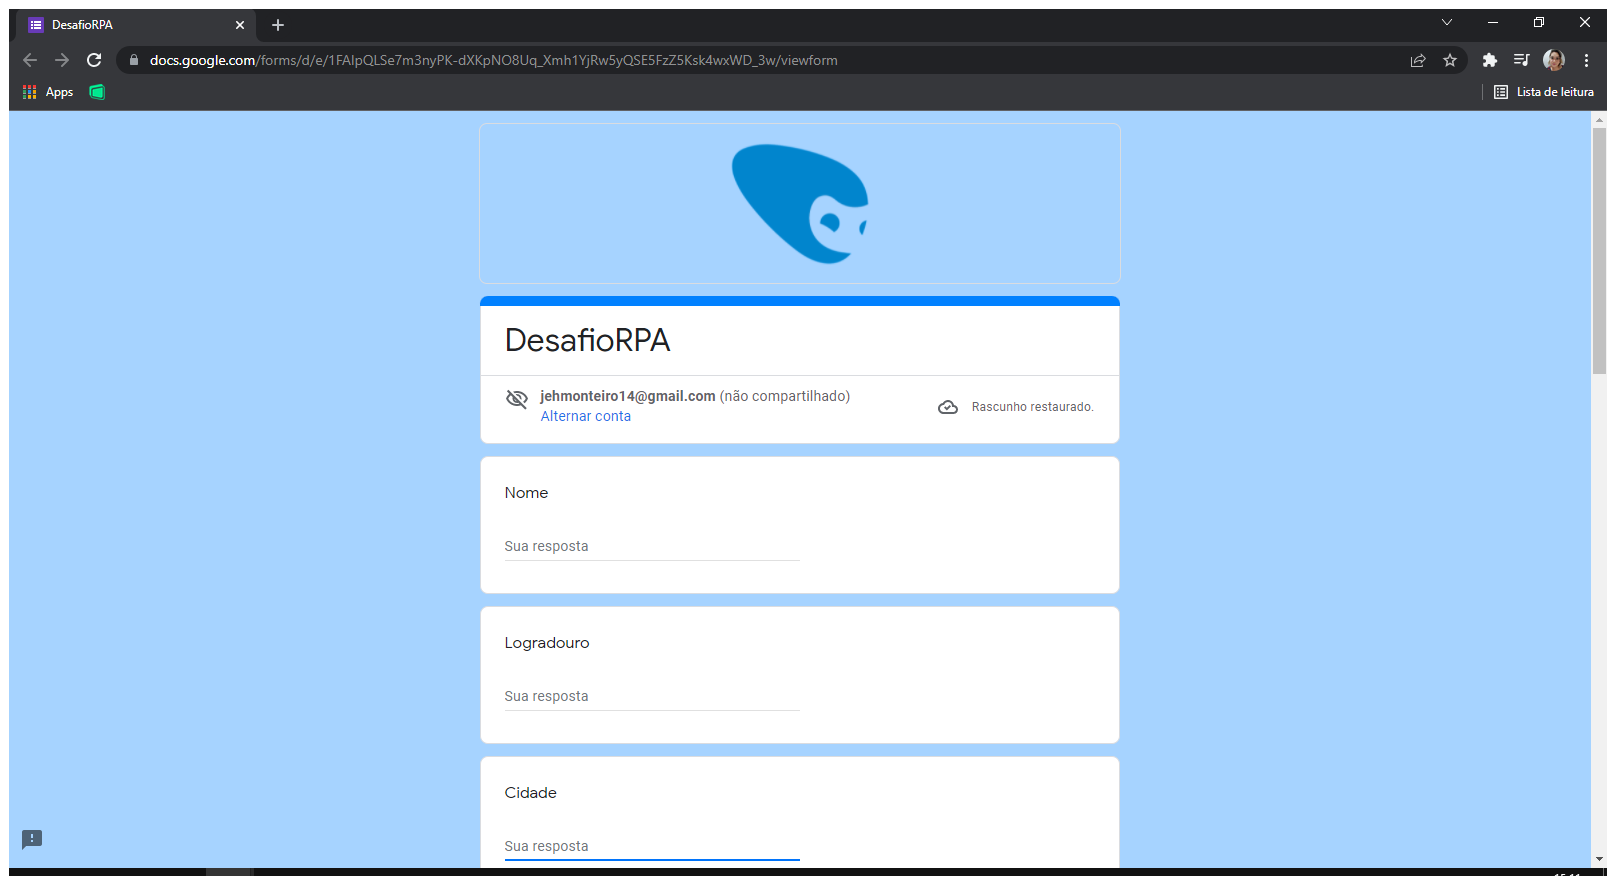 DesafioRPA
docs.google.com/forms/d/e/1FAIpQLSe7m3nyPK-dXKpNO8Uq_Xmh1YjRw5yQSE5FzZ5Ksk4wxWD_3w/viewform
Apps
Lista de leitura
DesafioRPA
jehmonteiro14@gmail.com (não compartilhado)
Alternar conta
Rascunho restaurado.
Nome
Sua resposta
Logradouro
Sua resposta
Cidade
Sua resposta